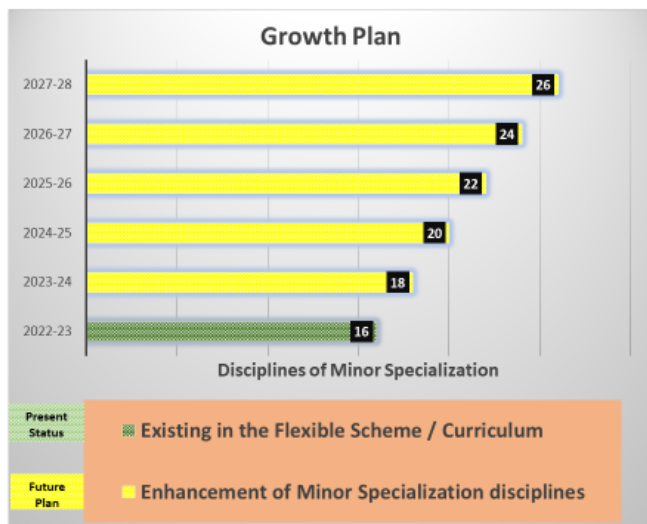 Growth Plan
2027-28
26
2026-27
24
2025-26
22
2024-25
20
2023-24
18
2022-23
16
Disciplines of Minor Specialization
Present
Status
Existing in the Flexible Scheme / Curriculum
Future
Plan
Enhancement of Minor Specialization disciplines